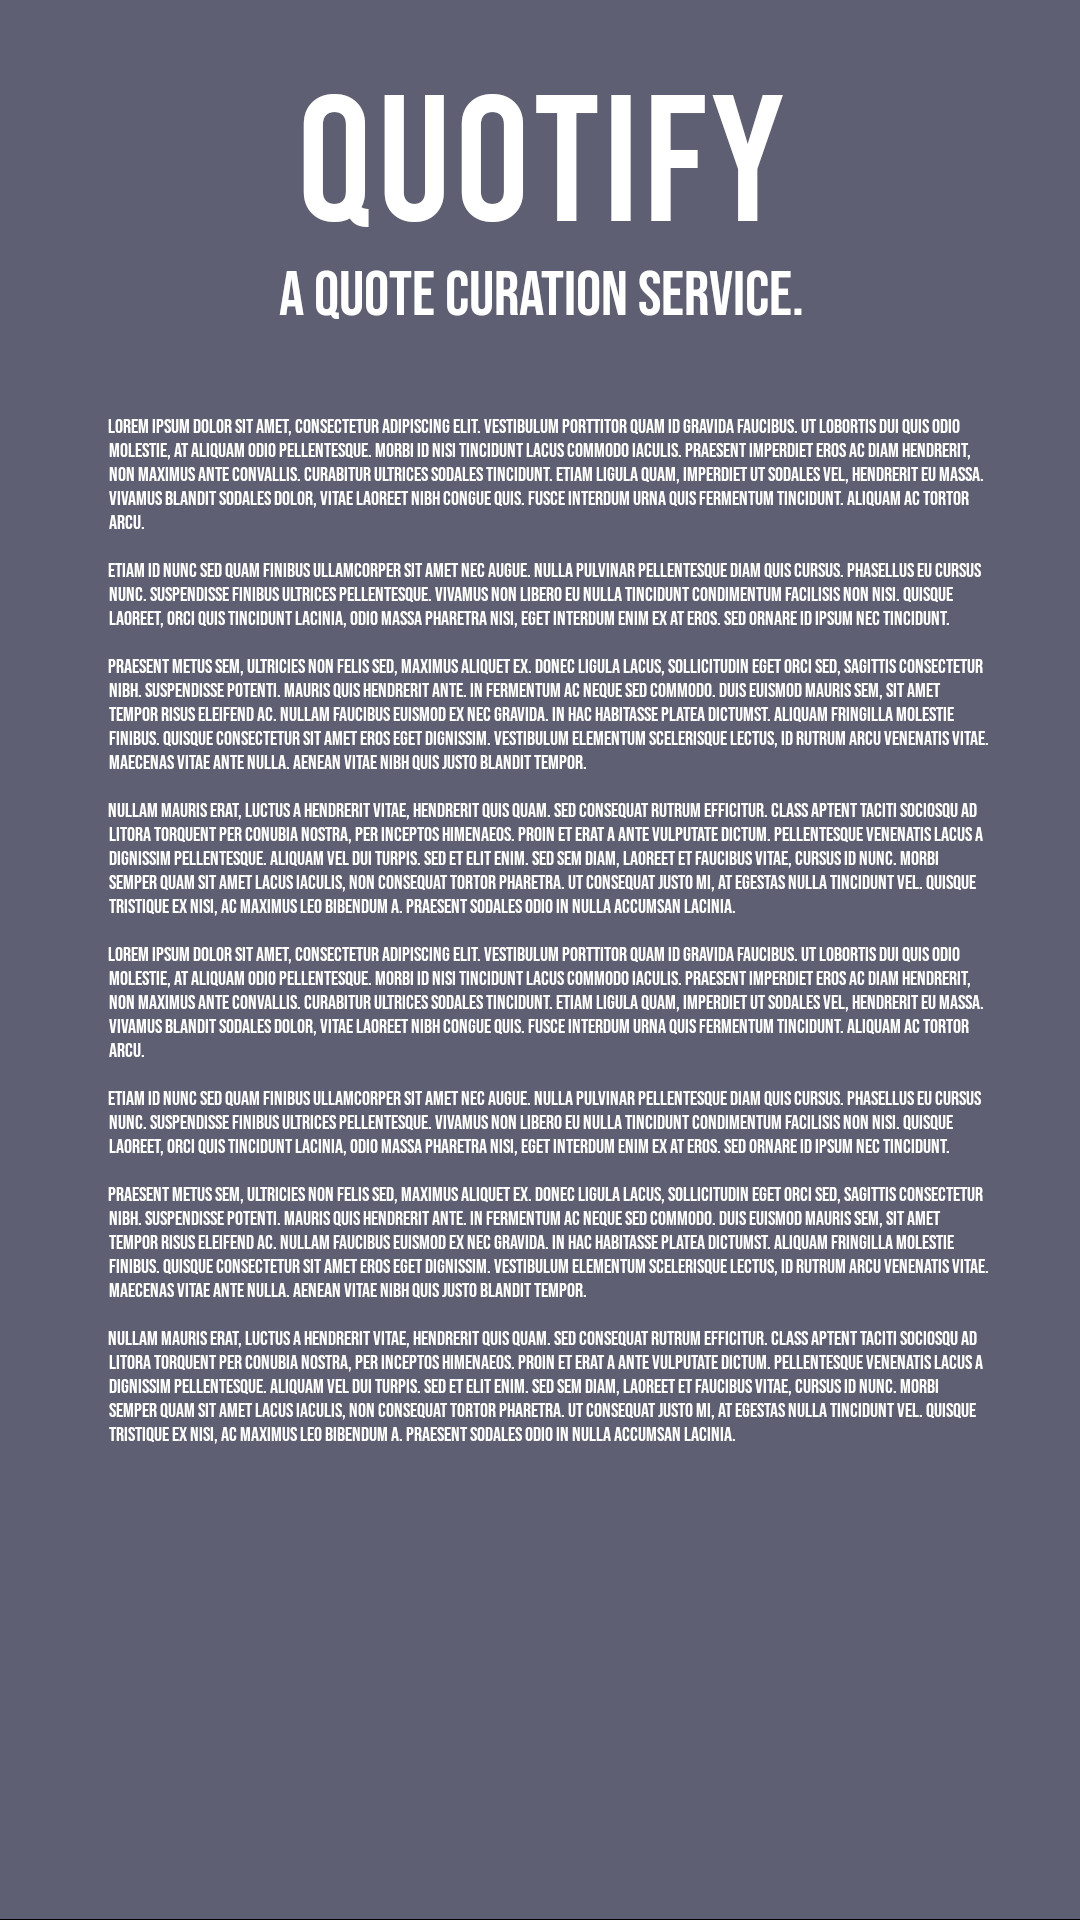 QUOTIFY
A QUOTE CURATION SERVICE.
LOREM IPSUM DOLOR SIT AMET, CONSECTETUR ADIPISCING ELIT. VESTIBULUM PORTTITOR QUAM ID GRAVIDA FAUCIBUS. UT LOBORTIS DUI QUIS ODIO
MOLESTIE, AT ALIQUAM ODIO PELLENTESQUE. MORBI ID NISI TINCIDUNT LACUS COMMODO IACULIS. PRAESENT IMPERDIET EROS AC DIAM HENDRERIT,
NON MAXIMUS ANTE CONVALLIS. CURABITUR ULTRICES SODALES TINCIDUNT. ETIAM LIGULA QUAM, IMPERDIET UT SODALES VEL, HENDRERIT EU MASSA.
VIVAMUS BLANDIT SODALES DOLOR, VITAE LAOREET NIBH CONGUE QUIS. FUSCE INTERDUM URNA QUIS FERMENTUM TINCIDUNT. ALIQUAM AC TORTOR
ARCU.
ETIAM ID NUNC SED QUAM FINIBUS ULLAMCORPER SIT AMET NEC AUGUE. NULLA PULVINAR PELLENTESQUE DIAM QUIS CURSUS. PHASELLUS EU CURSUS
NUNC. SUSPENDISSE FINIBUS ULTRICES PELLENTESQUE. VIVAMUS NON LIBERO EU NULLA TINCIDUNT CONDIMENTUM FACILISIS NON NISI. QUISQUE
LAOREET, ORCI QUIS TINCIDUNT LACINIA, ODIO MASSA PHARETRA NISI, EGET INTERDUM ENIM EX AT EROS. SED ORNARE ID IPSUM NEC TINCIDUNT.
PRAESENT METUS SEM, ULTRICIES NON FELIS SED, MAXIMUS ALIQUET EX. DONEC LIGULA LACUS, SOLLICITUDIN EGET ORCI SED, SAGITTIS CONSECTETUR
NIBH. SUSPENDISSE POTENTI. MAURIS QUIS HENDRERIT ANTE. IN FERMENTUM AC NEQUE SED COMMODO. DUIS EUISMOD MAURIS SEM, SIT AMET
TEMPOR RISUS ELEIFEND AC. NULLAM FAUCIBUS EUISMOD EX NEC GRAVIDA. IN HAC HABITASSE PLATEA DICTUMST. ALIQUAM FRINGILLA MOLESTIE
FINIBUS. QUISQUE CONSECTETUR SIT AMET EROS EGET DIGNISSIM. VESTIBULUM ELEMENTUM SCELERISQUE LECTUS, ID RUTRUM ARCU VENENATIS VITAE.
MAECENAS VITAE ANTE NULLA. AENEAN VITAE NIBH QUIS JUSTO BLANDIT TEMPOR.
NULLAM MAURIS ERAT, LUCTUS A HENDRERIT VITAE, HENDRERIT QUIS QUAM. SED CONSEQUAT RUTRUM EFFICITUR. CLASS APTENT TACITI SOCIOSQU AD
LITORA TORQUENT PER CONUBIA NOSTRA, PER INCEPTOS HIMENAEOS. PROIN ET ERAT A ANTE VULPUTATE DICTUM. PELLENTESQUE VENENATIS LACUS A
DIGNISSIM PELLENTESQUE. ALIQUAM VEL DUI TURPIS. SED ET ELIT ENIM. SED SEM DIAM, LAOREET ET FAUCIBUS VITAE, CURSUS ID NUNC. MORBI
SEMPER QUAM SIT AMET LACUS IACULIS, NON CONSEQUAT TORTOR PHARETRA. UT CONSEQUAT JUSTO MI, AT EGESTAS NULLA TINCIDUNT VEL. QUISQUE
TRISTIQUE EX NISI, AC MAXIMUS LEO BIBENDUM A. PRAESENT SODALES ODIO IN NULLA ACCUMSAN LACINIA.
LOREM IPSUM DOLOR SIT AMET, CONSECTETUR ADIPISCING ELIT. VESTIBULUM PORTTITOR QUAM ID GRAVIDA FAUCIBUS. UT LOBORTIS DUI QUIS ODIO
MOLESTIE, AT ALIQUAM ODIO PELLENTESQUE. MORBI ID NISI TINCIDUNT LACUS COMMODO IACULIS. PRAESENT IMPERDIET EROS AC DIAM HENDRERIT,
NON MAXIMUS ANTE CONVALLIS. CURABITUR ULTRICES SODALES TINCIDUNT. ETIAM LIGULA QUAM, IMPERDIET UT SODALES VEL, HENDRERIT EU MASSA.
VIVAMUS BLANDIT SODALES DOLOR, VITAE LAOREET NIBH CONGUE QUIS. FUSCE INTERDUM URNA QUIS FERMENTUM TINCIDUNT. ALIQUAM AC TORTOR
ARCU.
ETIAM ID NUNC SED QUAM FINIBUS ULLAMCORPER SIT AMET NEC AUGUE. NULLA PULVINAR PELLENTESQUE DIAM QUIS CURSUS. PHASELLUS EU CURSUS
NUNC. SUSPENDISSE FINIBUS ULTRICES PELLENTESQUE. VIVAMUS NON LIBERO EU NULLA TINCIDUNT CONDIMENTUM FACILISIS NON NISI. QUISQUE
LAOREET, ORCI QUIS TINCIDUNT LACINIA, ODIO MASSA PHARETRA NISI, EGET INTERDUM ENIM EX AT EROS. SED ORNARE ID IPSUM NEC TINCIDUNT.
PRAESENT METUS SEM, ULTRICIES NON FELIS SED, MAXIMUS ALIQUET EX. DONEC LIGULA LACUS, SOLLICITUDIN EGET ORCI SED, SAGITTIS CONSECTETUR
NIBH. SUSPENDISSE POTENTI. MAURIS QUIS HENDRERIT ANTE. IN FERMENTUM AC NEQUE SED COMMODO. DUIS EUISMOD MAURIS SEM, SIT AMET
TEMPOR RISUS ELEIFEND AC. NULLAM FAUCIBUS EUISMOD EX NEC GRAVIDA. IN HAC HABITASSE PLATEA DICTUMST. ALIQUAM FRINGILLA MOLESTIE
FINIBUS. QUISQUE CONSECTETUR SIT AMET EROS EGET DIGNISSIM. VESTIBULUM ELEMENTUM SCELERISQUE LECTUS, ID RUTRUM ARCU VENENATIS VITAE.
MAECENAS VITAE ANTE NULLA. AENEAN VITAE NIBH QUIS JUSTO BLANDIT TEMPOR.
NULLAM MAURIS ERAT, LUCTUS A HENDRERIT VITAE, HENDRERIT QUIS QUAM. SED CONSEQUAT RUTRUM EFFICITUR. CLASS APTENT TACITI SOCIOSQU AD
LITORA TORQUENT PER CONUBIA NOSTRA, PER INCEPTOS HIMENAEOS. PROIN ET ERAT A ANTE VULPUTATE DICTUM. PELLENTESQUE VENENATIS LACUS A
DIGNISSIM PELLENTESQUE. ALIQUAM VEL DUI TURPIS. SED ET ELIT ENIM. SED SEM DIAM, LAOREET ET FAUCIBUS VITAE, CURSUS ID NUNC. MORBI
SEMPER QUAM SIT AMET LACUS IACULIS, NON CONSEQUAT TORTOR PHARETRA. UT CONSEQUAT JUSTO MI, AT EGESTAS NULLA TINCIDUNT VEL. QUISQUE
TRISTIQUE EX NISI, AC MAXIMUS LEO BIBENDUM A. PRAESENT SODALES ODIO IN NULLA ACCUMSAN LACINIA.